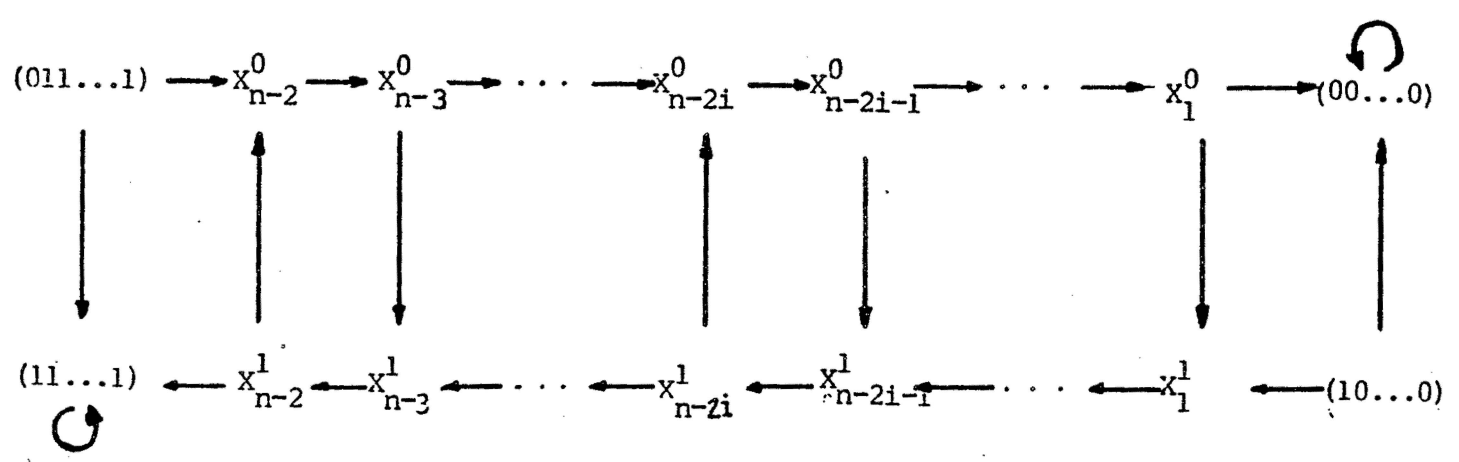 (011...1) → X^0_{n-2} → X^0_{n-3} → ··· → X^0_{n-2i} → X^0_{n-2i-1} → ··· → X^0_1 → (00...0)
(11...1) ← X^1_{n-2} ← X^1_{n-3} ← ··· ← X^1_{n-2i} ← X^1_{n-2i-1} ← ··· ← X^1_1 ← (10...0)